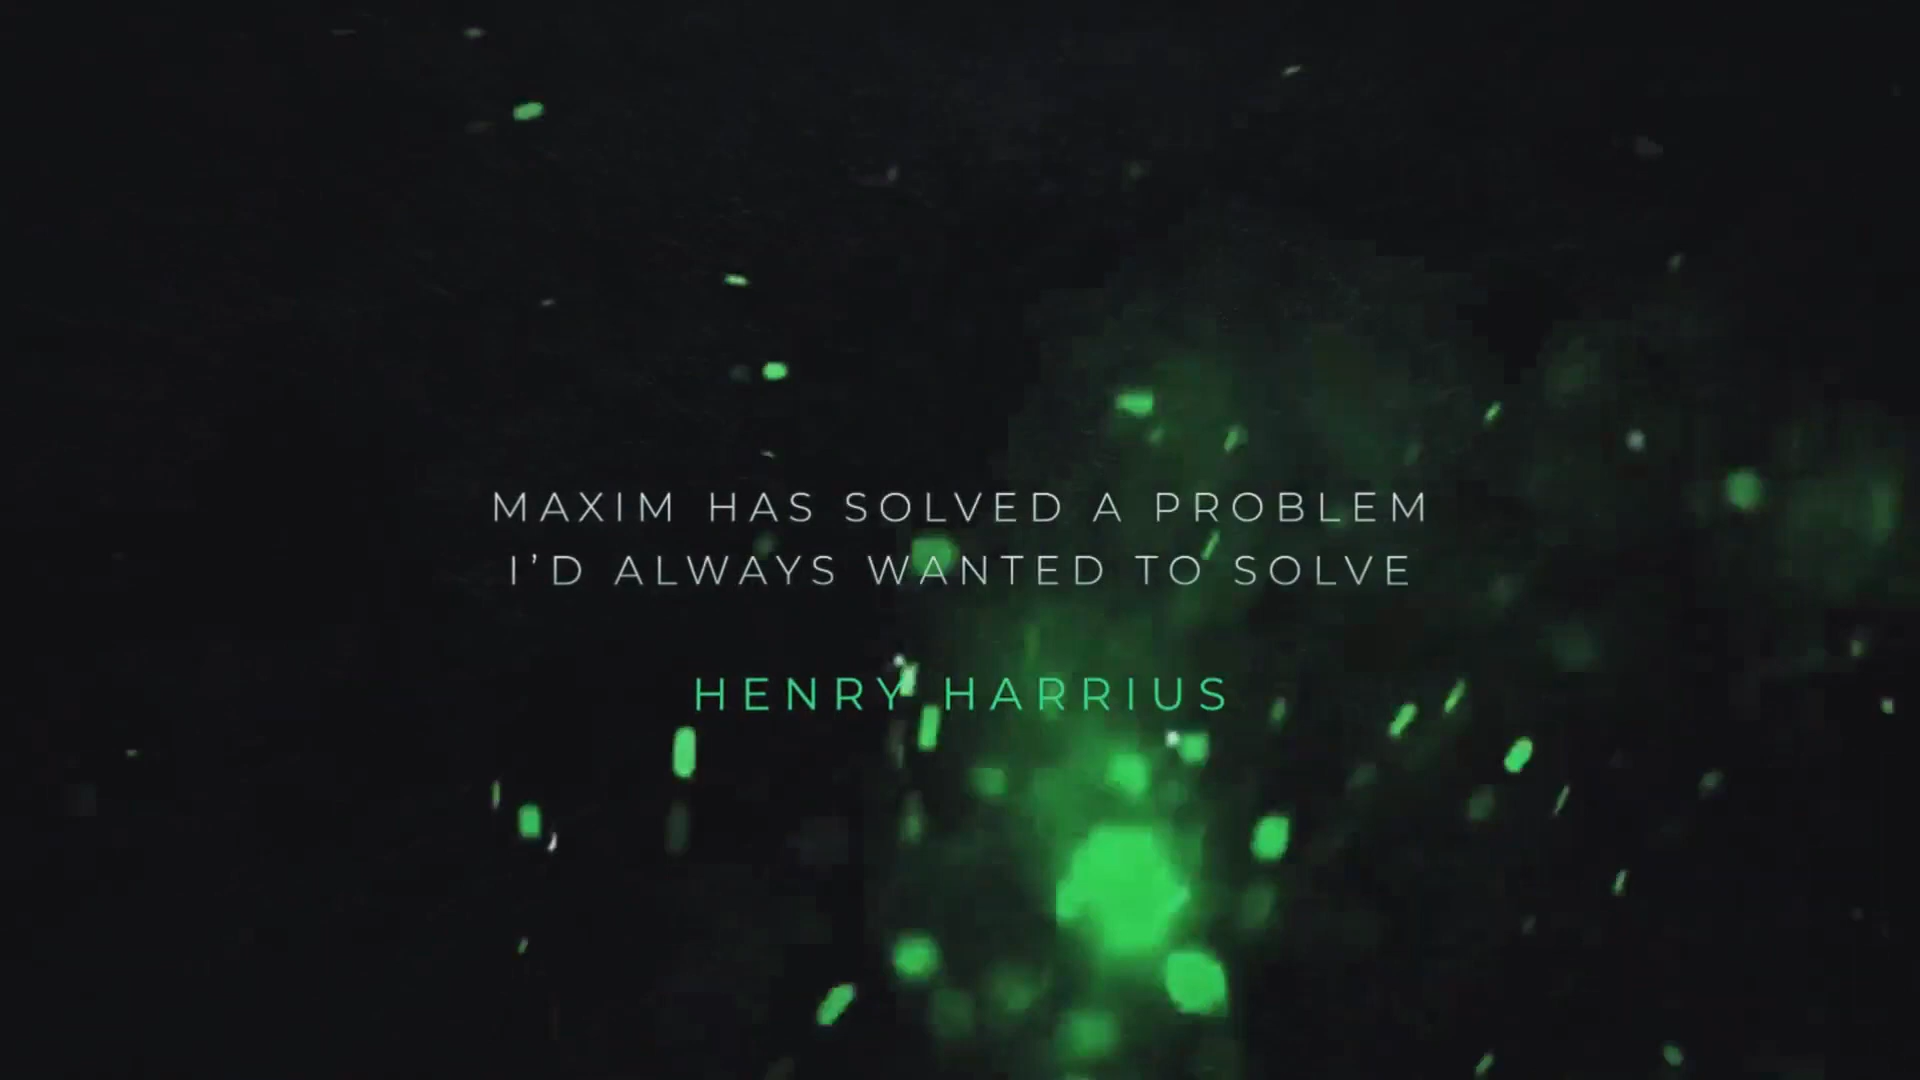 MAXIM HAS SOLVED A PROBLEM
I’D ALWAYS WANTED TO SOLVE
HENRY HARRIUS